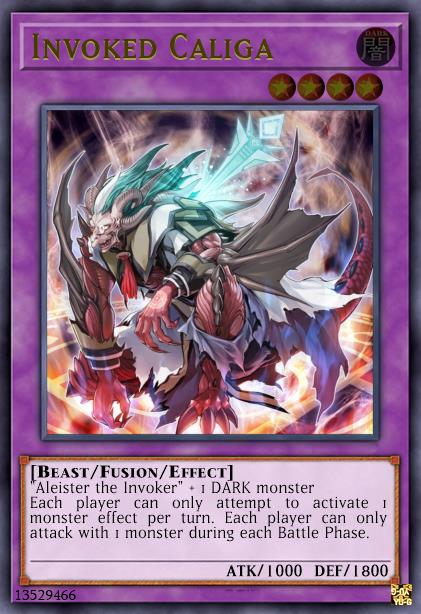 Invoked Caliga
DARK
闇
[Beast/Fusion/Effect]
"Aleister the Invoker" + 1 DARK monster
Each player can only attempt to activate 1
monster effect per turn. Each player can only
attack with 1 monster during each Battle Phase.
ATK/1000 DEF/1800
13529466